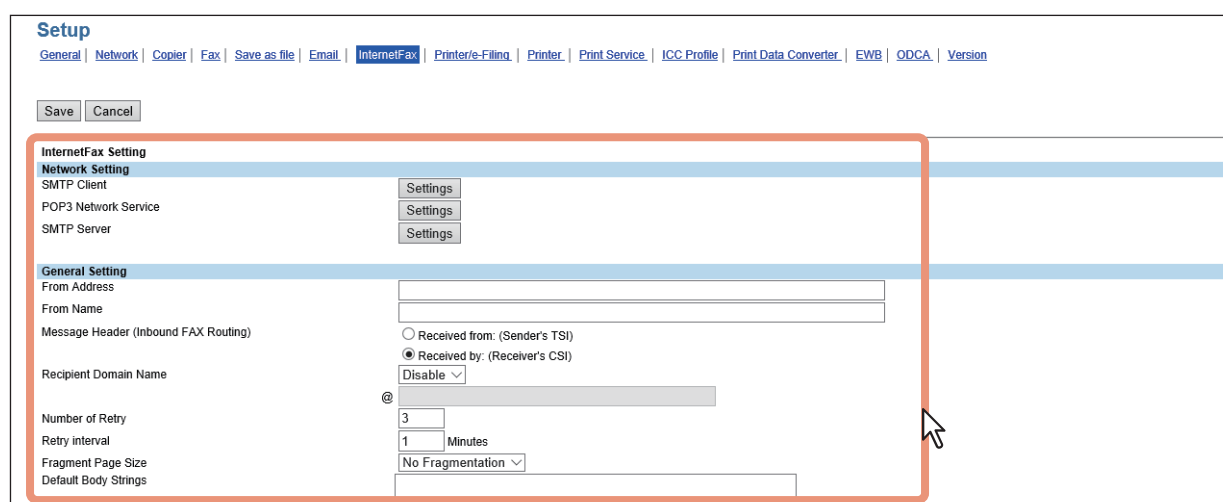 Setup
General | Network | Copier | Fax | Save as file | Email | InternetFax | Printer/e-Filing | Printer | Print Service | ICC Profile | Print Data Converter | EWB | ODCA | Version
Save Cancel
InternetFax Setting
Network Setting
SMTP Client Settings
POP3 Network Service Settings
SMTP Server Settings
General Setting
From Address
From Name
Message Header (Inbound FAX Routing) Received from: (Sender's TSI)
Received by: (Receiver's CSI)
Recipient Domain Name Disable
@
Number of Retry 3
Retry interval 1 Minutes
Fragment Page Size No Fragmentation
Default Body Strings